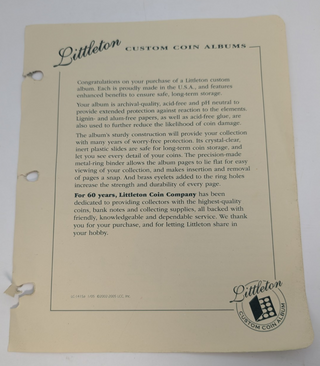 Littleton CUSTOM COIN ALBUMS
Congratulations on your purchase of a Littleton custom
album. Each is proudly made in the U.S.A., and features
enhanced benefits to ensure safe, long-term storage.
Your album is archival-quality, acid-free and pH neutral to
provide extended protection against reaction to the elements.
Lignin- and alum-free papers, as well as acid-free glue, are
also used to further reduce the likelihood of coin damage.
The album's sturdy construction will provide your collection
with many years of worry-free protection. Its crystal-clear,
inert plastic slides are safe for long-term coin storage, and
let you see every detail of your coins. The precision-made
metal-ring binder allows the album pages to lie flat for easy
viewing of your collection, and makes insertion and removal
of pages a snap. And brass eyelets added to the ring holes
increase the strength and durability of every page.
For 60 years, Littleton Coin Company has been
dedicated to providing collectors with the highest-quality
coins, bank notes and collecting supplies, all backed with
friendly, knowledgeable and dependable service. We thank
you for your purchase, and for letting Littleton share in
your hobby.
Littleton
CUSTOM COIN ALBUM